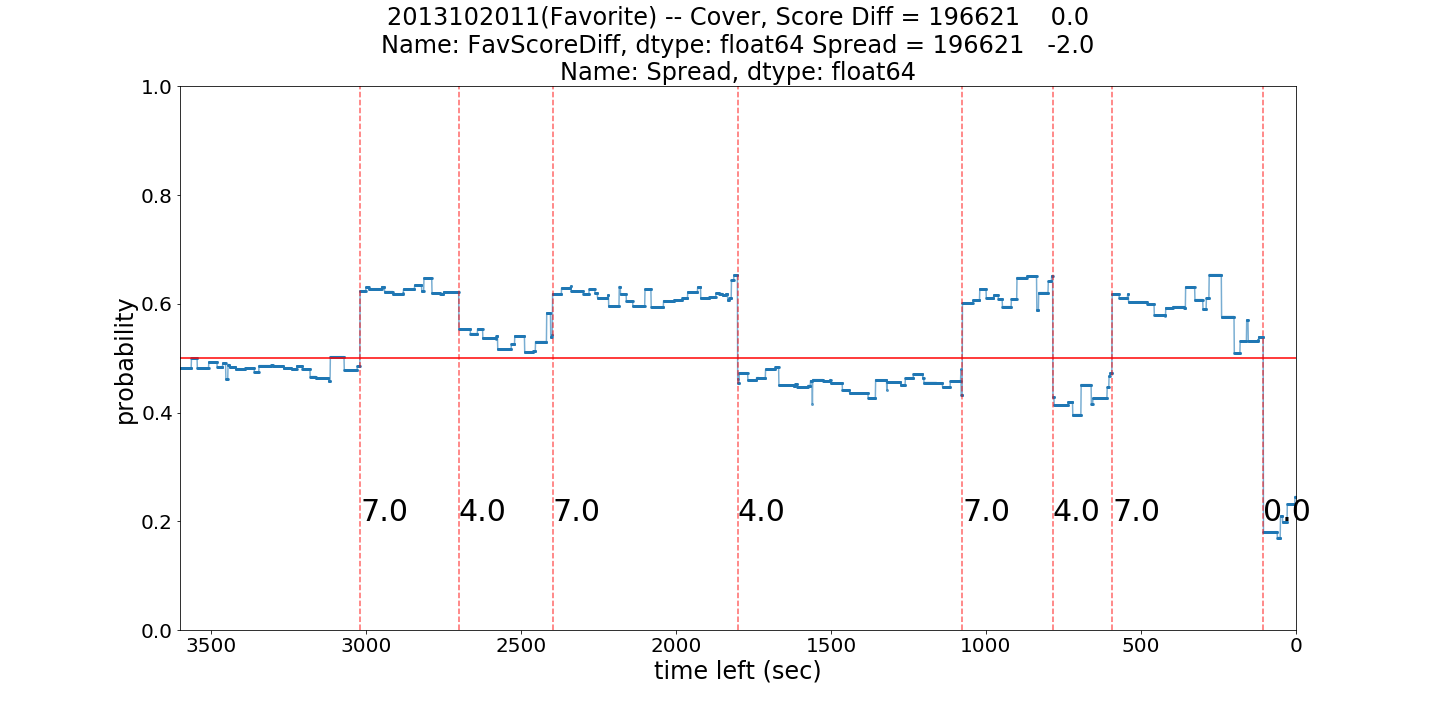 2013102011(Favorite) -- Cover, Score Diff = 196621    0.0
Name: FavScoreDiff, dtype: float64 Spread = 196621   -2.0
Name: Spread, dtype: float64
1.0
0.8
0.6
0.4
0.2
0.0
probability
7.0 4.0 7.0 4.0 7.0 4.0 7.0 0.0
3500 3000 2500 2000 1500 1000 500 0
time left (sec)